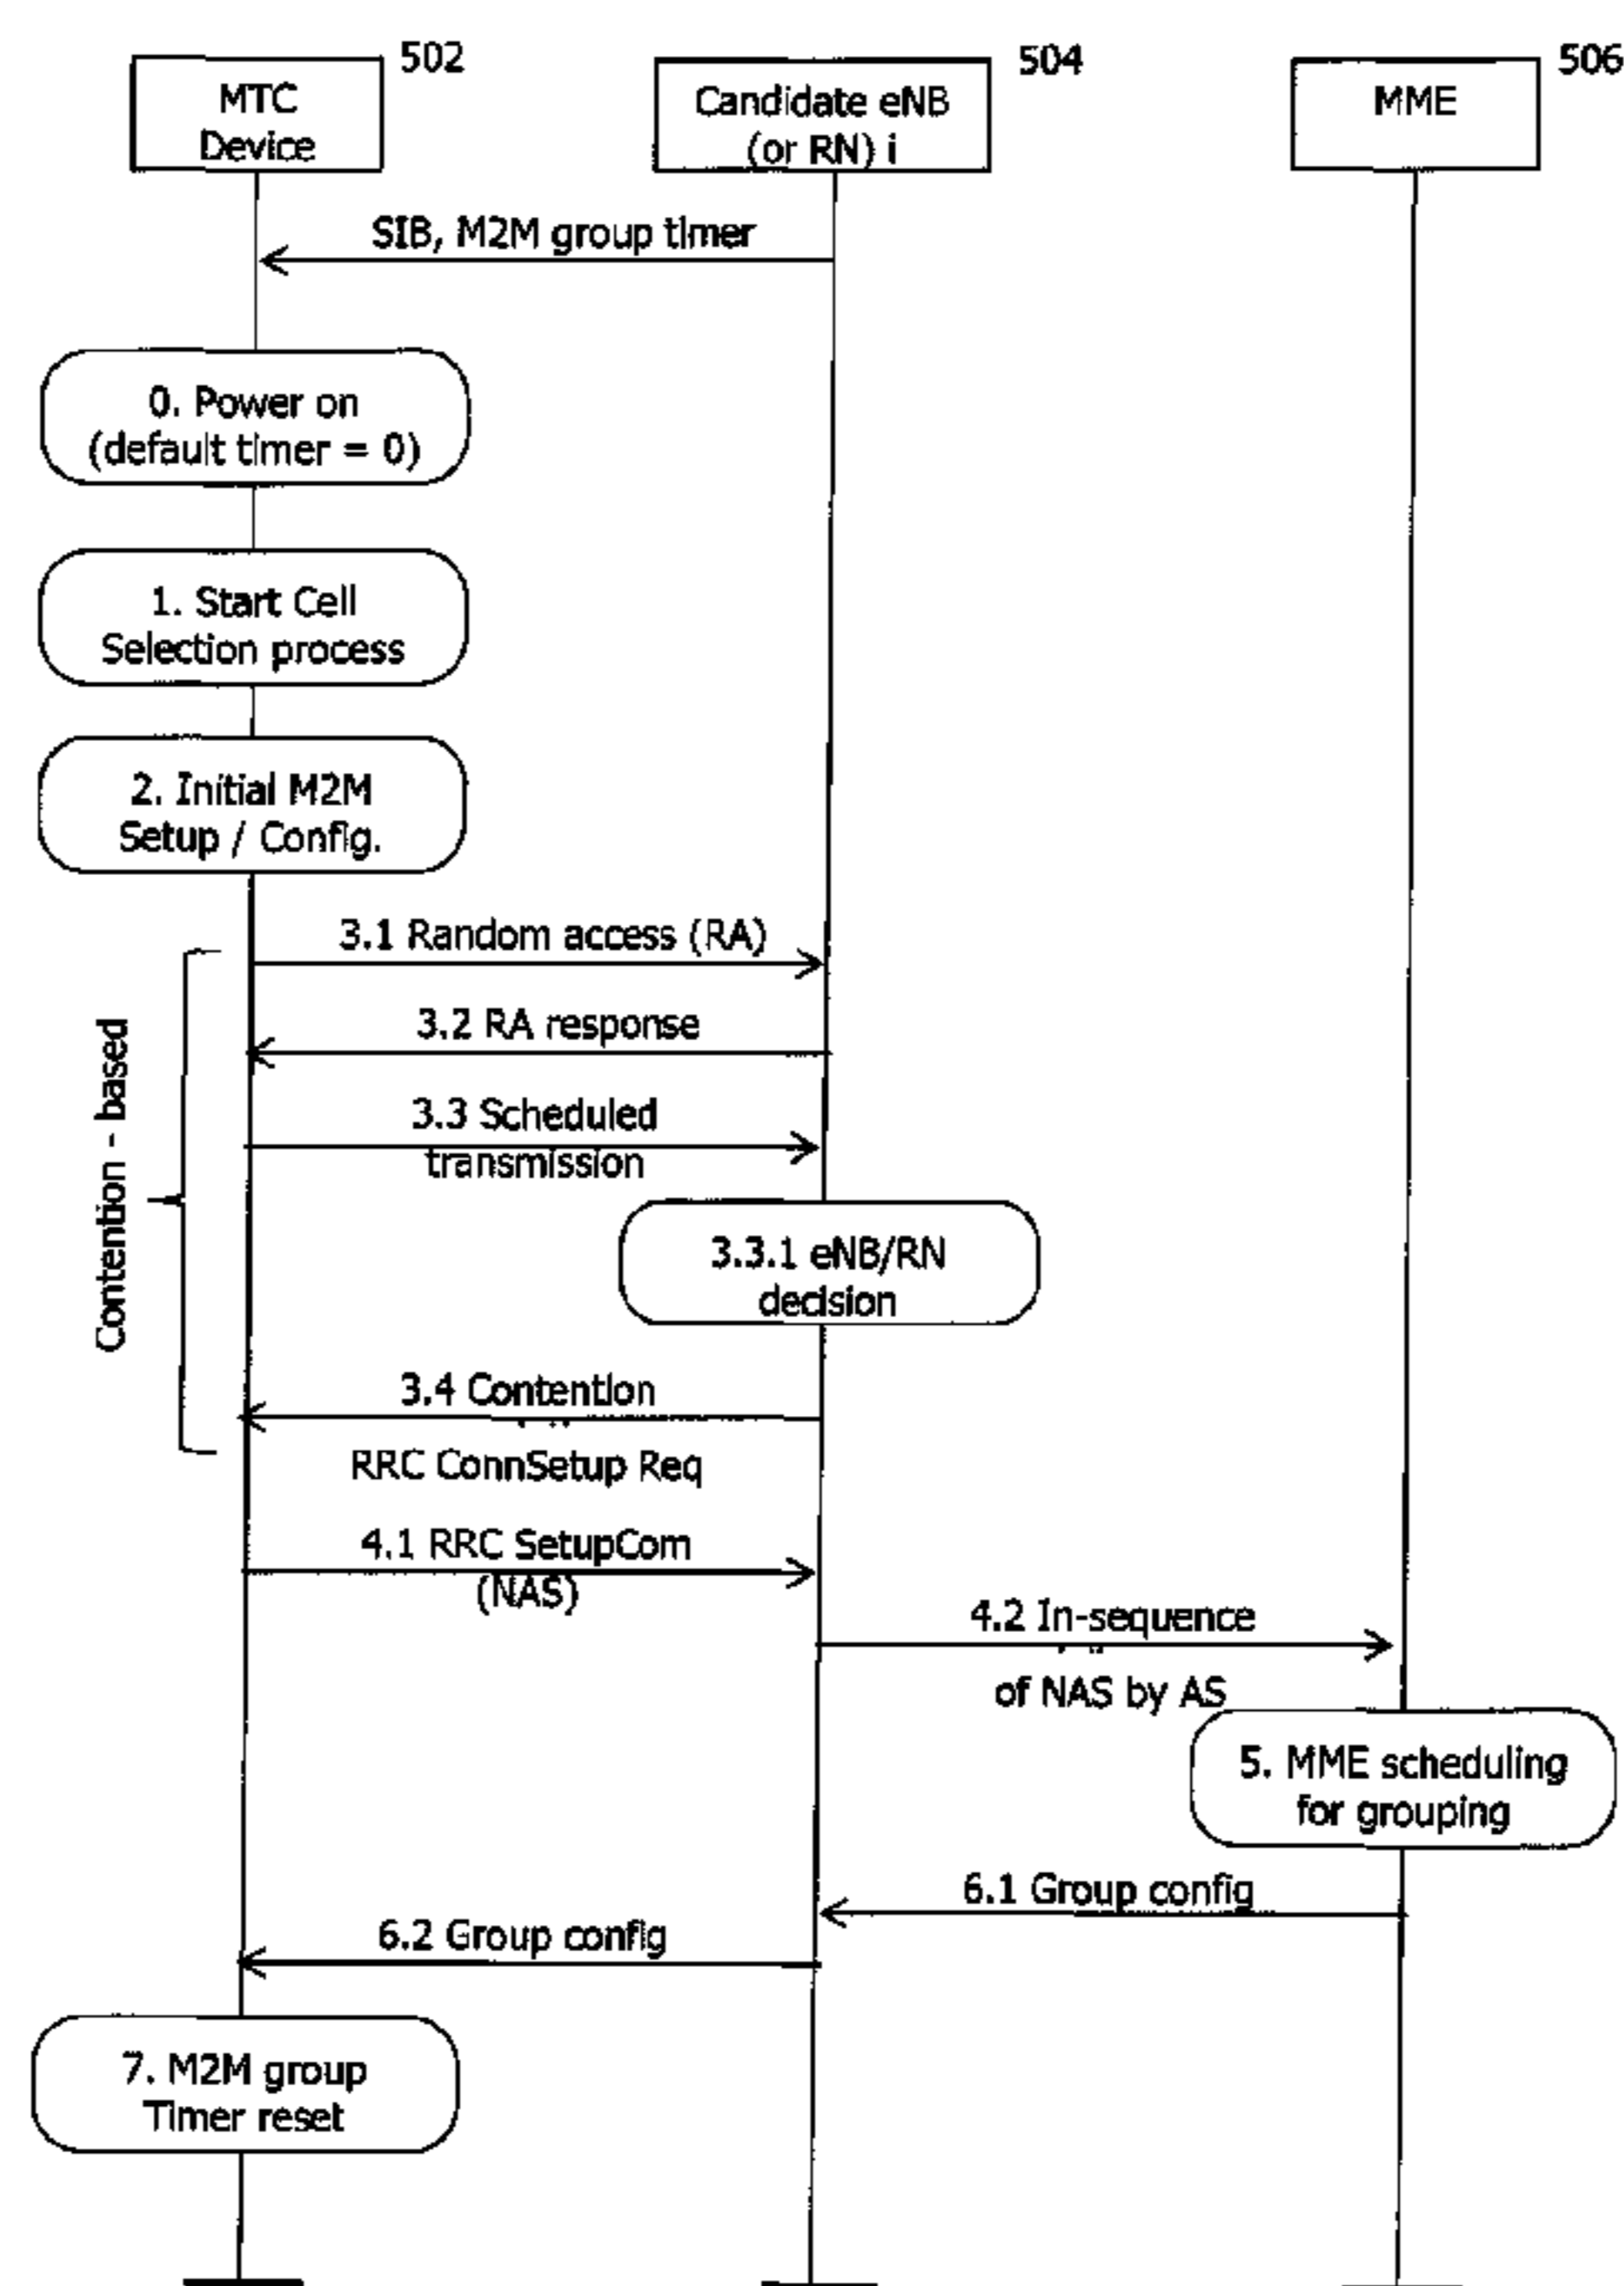 502
504
506
MTC
Device
Candidate eNB
(or RN) i
MME
SIB, M2M group timer
0. Power on
(default timer = 0)
1. Start Cell
Selection process
2. Initial M2M
Setup / Config.
3.1 Random access (RA)
3.2 RA response
3.3 Scheduled
transmission
Contention - based
3.3.1 eNB/RN
decision
3.4 Contention
RRC ConnSetup Req
4.1 RRC SetupCom
(NAS)
4.2 In-sequence
of NAS by AS
5. MME scheduling
for grouping
6.1 Group config
6.2 Group config
7. M2M group
Timer reset